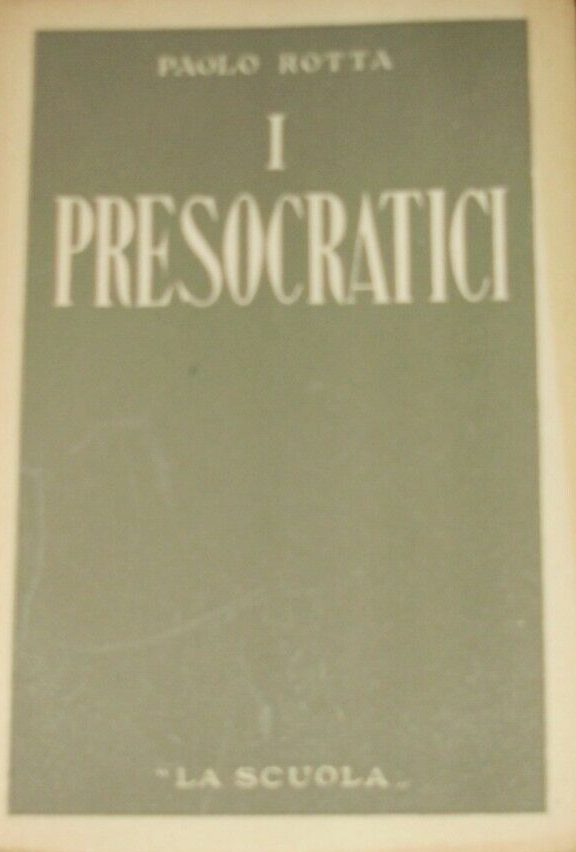 PAOLO ROTTA
I
PRESOCRATICI
"LA SCUOLA„